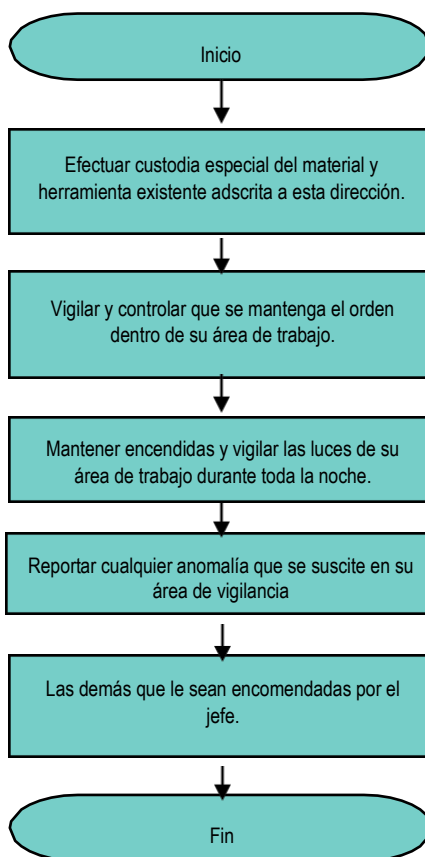 Inicio
Efectuar custodia especial del material y
herramienta existente adscrita a esta dirección.
Vigilar y controlar que se mantenga el orden
dentro de su área de trabajo.
Mantener encendidas y vigilar las luces de su
área de trabajo durante toda la noche.
Reportar cualquier anomalía que se suscite en su
área de vigilancia
Las demás que le sean encomendadas por el
jefe.
Fin